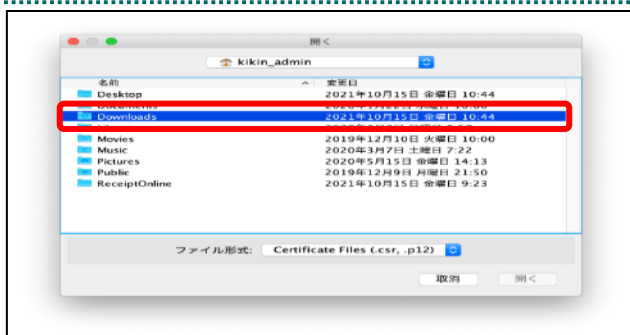 開く
kikin_admin
名前 変更日
Desktop 2021年10月15日 金曜日 10:44
Documents
Downloads 2021年10月15日 金曜日 10:44
Movies 2019年12月10日 火曜日 10:00
Music 2020年3月7日 土曜日 7:22
Pictures 2020年5月15日 金曜日 14:13
Public 2019年12月9日 月曜日 21:50
ReceiptOnline 2021年10月15日 金曜日 9:23
ファイル形式: Certificate Files (.csr, .p12)
取消 開く